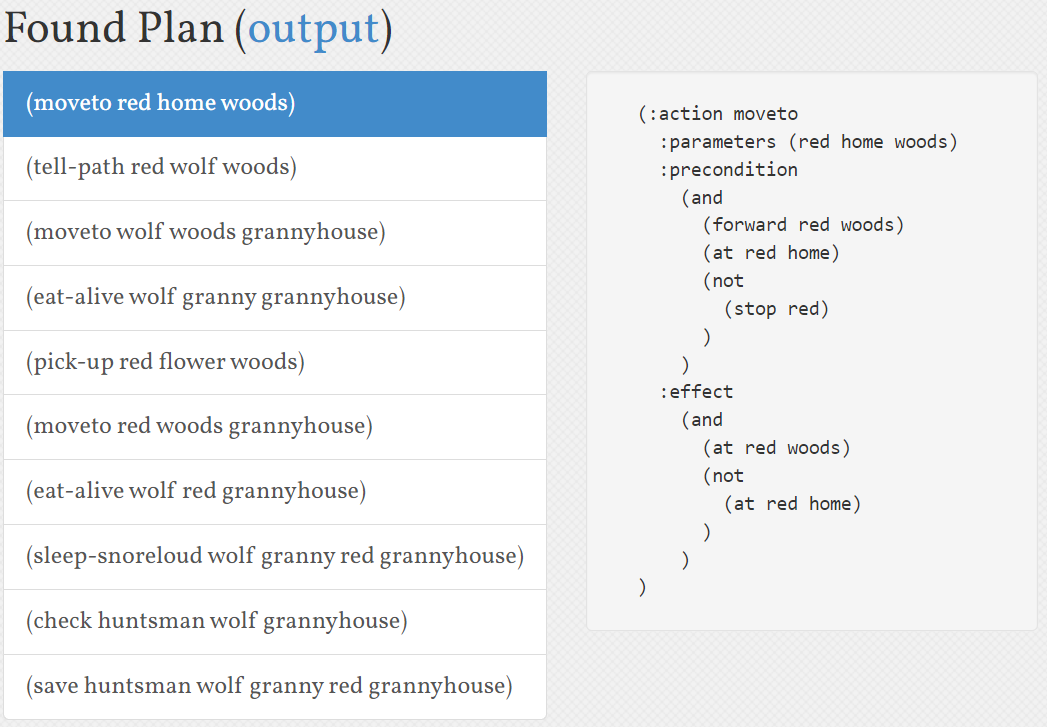 Found Plan (output)
(moveto red home woods)
(tell-path red wolf woods)
(moveto wolf woods grannyhouse)
(eat-alive wolf granny grannyhouse)
(pick-up red flower woods)
(moveto red woods grannyhouse)
(eat-alive wolf red grannyhouse)
(sleep-snoreloud wolf granny red grannyhouse)
(check huntsman wolf grannyhouse)
(save huntsman wolf granny red grannyhouse)
(:action moveto
  :parameters (red home woods)
  :precondition
    (and
      (forward red woods)
      (at red home)
      (not
        (stop red)
      )
    )
  :effect
    (and
      (at red woods)
      (not
        (at red home)
      )
    )
)